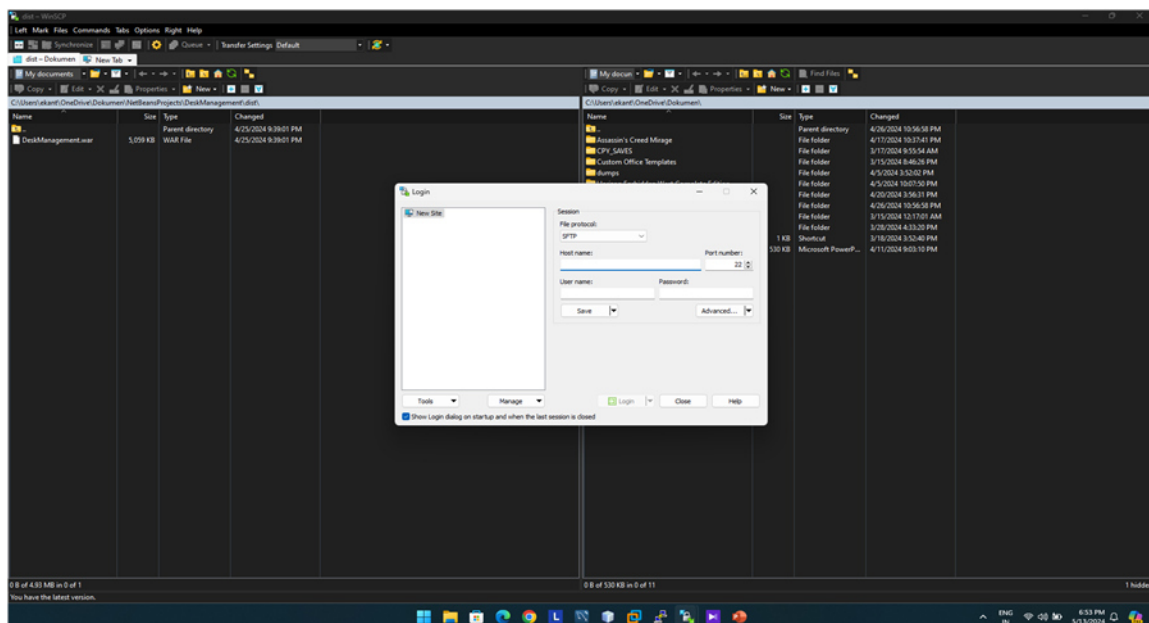 dist – WinSCP
Left Mark Files Commands Tabs Options Right Help
Synchronize Queue Transfer Settings Default
dist – Dokumen New Tab
My documents
Copy Edit Properties New
C:\Users\ekant\OneDrive\Dokumen\NetBeansProjects\DeskManagement\dist\
Name Size Type Changed
.. Parent directory 4/25/2024 9:39:01 PM
DeskManagement.war 5,059 KB WAR File 4/25/2024 9:39:01 PM
My docun Find Files
Copy Edit Properties New
C:\Users\ekant\OneDrive\Dokumen\
Name Size Type Changed
.. Parent directory 4/26/2024 10:56:58 PM
Assassin's Creed Mirage File folder 4/17/2024 10:37:41 PM
CPY_SAVES File folder 3/17/2024 9:55:54 AM
Custom Office Templates File folder 3/15/2024 8:46:26 PM
dumps File folder 4/5/2024 3:52:02 PM
File folder 4/5/2024 10:07:50 PM
File folder 4/20/2024 3:56:31 PM
File folder 4/26/2024 10:56:58 PM
File folder 3/15/2024 12:17:01 AM
File folder 3/28/2024 4:33:20 PM
1 KB Shortcut 3/18/2024 3:52:40 PM
530 KB Microsoft PowerP... 4/11/2024 9:03:10 PM
Login
New Site
Session
File protocol:
SFTP
Host name: Port number:
22
User name: Password:
Save Advanced...
Tools Manage Login Close Help
Show Login dialog on startup and when the last session is closed
0 B of 4.93 MB in 0 of 1
0 B of 530 KB in 0 of 11
1 hidde
You have the latest version.
ENG
IN
6:53 PM
5/13/2024